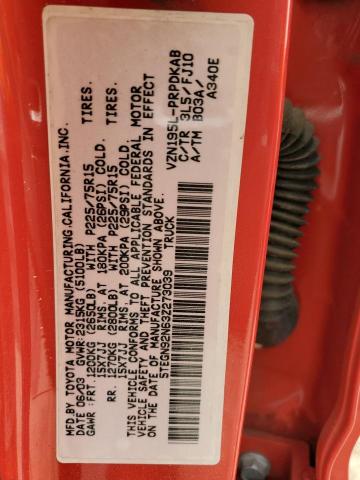 MFD. BY TOYOTA MOTOR MANUFACTURING CALIFORNIA, INC.
DATE 06/03 GVWR: 2315KG (5100LB)
GAWR : FRT. 1200KG (2650LB) WITH P225/75R15 TIRES.
15X7JJ RIMS. AT 180KPA (26PSI) COLD.
RR. 1270KG (2800LB) WITH P225/75R15 TIRES.
15X7JJ RIMS. AT 200KPA (29PSI) COLD.
THIS VEHICLE CONFORMS TO ALL APPLICABLE FEDERAL MOTOR
VEHICLE SAFETY AND THEFT PREVENTION STANDARDS IN
EFFECT ON THE DATE OF MANUFACTURE SHOWN ABOVE.
5TEGN92N63Z273039 TRUCK
VZN195L-PRPDKAB
C/TR 3L5/FJ10
A/TM B03A/
A340E